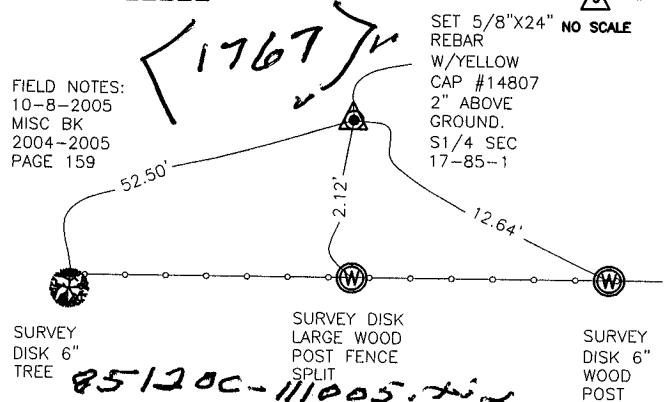 NO SCALE
1767
SET 5/8"X24"
REBAR
W/YELLOW
CAP #14807
2" ABOVE
GROUND.
S1/4 SEC
17-85-1
FIELD NOTES:
10-8-2005
MISC BK
2004-2005
PAGE 159
52.50'
2.12'
12.64'
W
W
SURVEY
DISK 6"
TREE
SURVEY DISK
LARGE WOOD
POST FENCE
SPLIT
SURVEY
DISK 6"
WOOD
POST